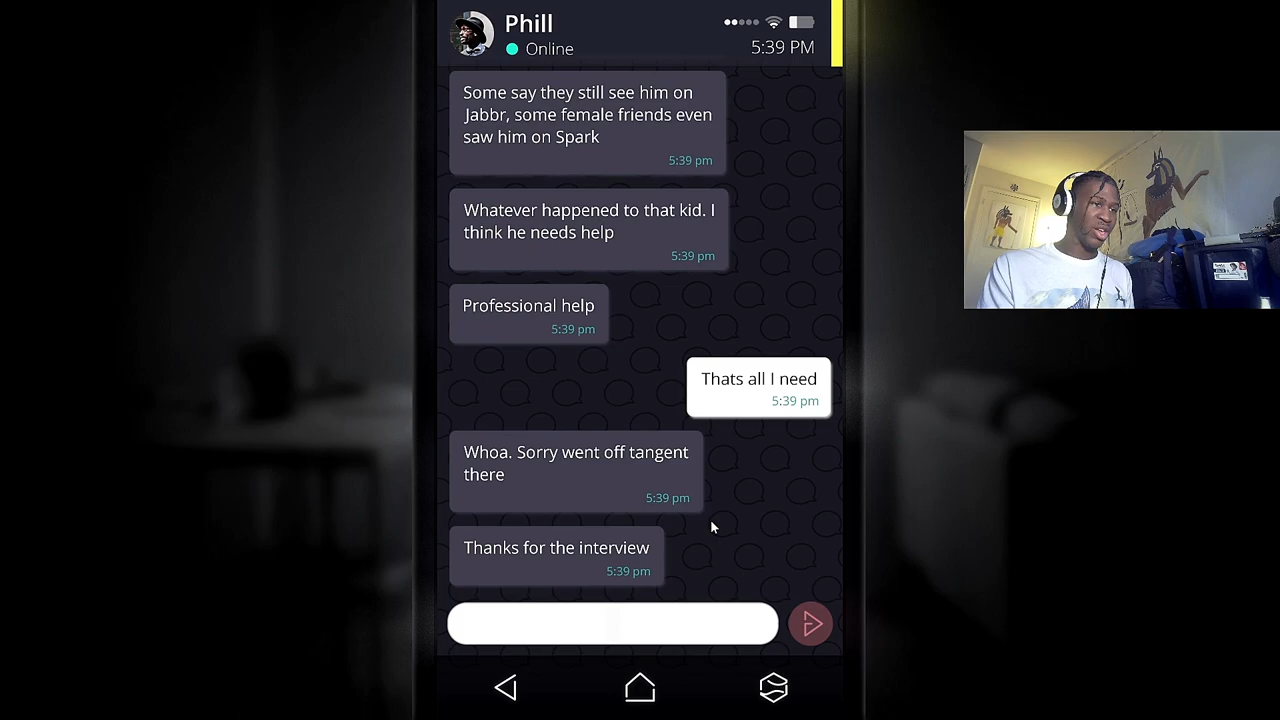 Phill
Online
5:39 PM
Some say they still see him on
Jabbr, some female friends even
saw him on Spark
5:39 pm
Whatever happened to that kid. I
think he needs help
5:39 pm
Professional help
5:39 pm
Thats all I need
5:39 pm
Whoa. Sorry went off tangent
there
5:39 pm
Thanks for the interview
5:39 pm